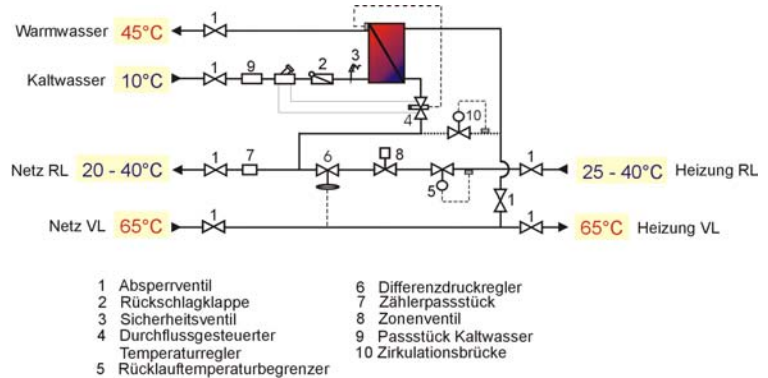 Warmwasser 45°C 1
Kaltwasser 10°C 1 9 2 3
4 10
Netz RL 20 - 40°C 1 7 6 8 5 1 25 - 40°C Heizung RL
1
Netz VL 65°C 1 1 65°C Heizung VL
1 Absperrventil
2 Rückschlagklappe
3 Sicherheitsventil
4 Durchflussgesteuerter
Temperaturregler
5 Rücklauftemperaturbegrenzer
6 Differenzdruckregler
7 Zählerpassstück
8 Zonenventil
9 Passstück Kaltwasser
10 Zirkulationsbrücke